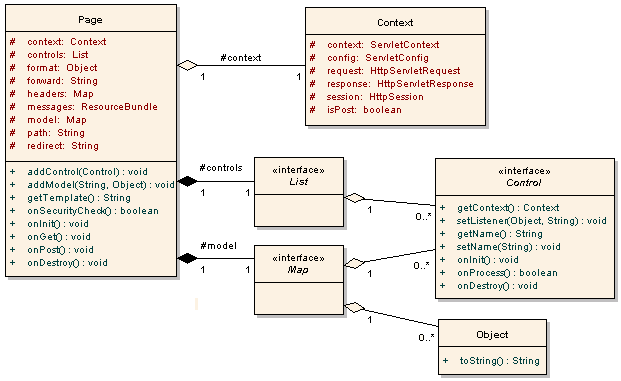 Page
# context: Context
# controls: List
# format: Object
# forward: String
# headers: Map
# messages: ResourceBundle
# model: Map
# path: String
# redirect: String
+ addControl(Control) : void
+ addModel(String, Object) : void
+ getTemplate() : String
+ onSecurityCheck() : boolean
+ onInit() : void
+ onGet() : void
+ onPost() : void
+ onDestroy() : void
#context
1
1
Context
# context: ServletContext
# config: ServletConfig
# request: HttpServletRequest
# response: HttpServletResponse
# session: HttpSession
# isPost: boolean
#controls
1
1
«interface»
List
1
0..*
«interface»
Control
+ getContext() : Context
+ setListener(Object, String) : void
+ getName() : String
+ setName(String) : void
+ onInit() : void
+ onProcess() : boolean
+ onDestroy() : void
#model
1
1
«interface»
Map
1
0..*
1
0..*
Object
+ toString() : String